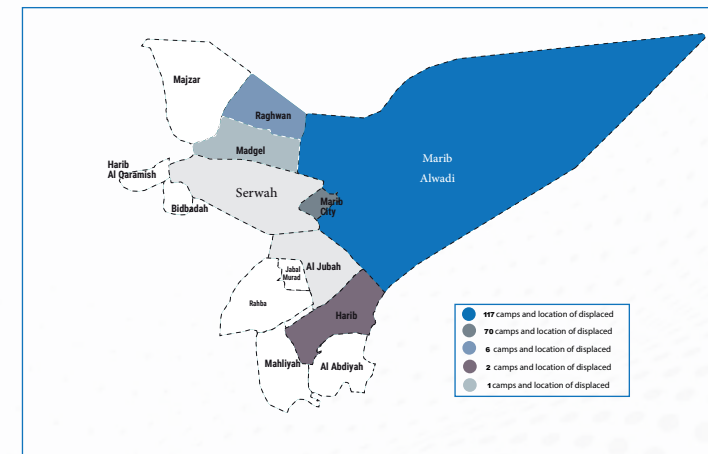 Majzar
Raghwan
Madgel
Marib
Alwadi
Harib
Al Qaramish
Serwah
Marib
City
Bidbadah
Al Jubah
Jabal
Murad
Rahba
Harib
Mahliyah
Al Abdiyah
117 camps and location of displaced
70 camps and location of displaced
6 camps and location of displaced
2 camps and location of displaced
1 camps and location of displaced